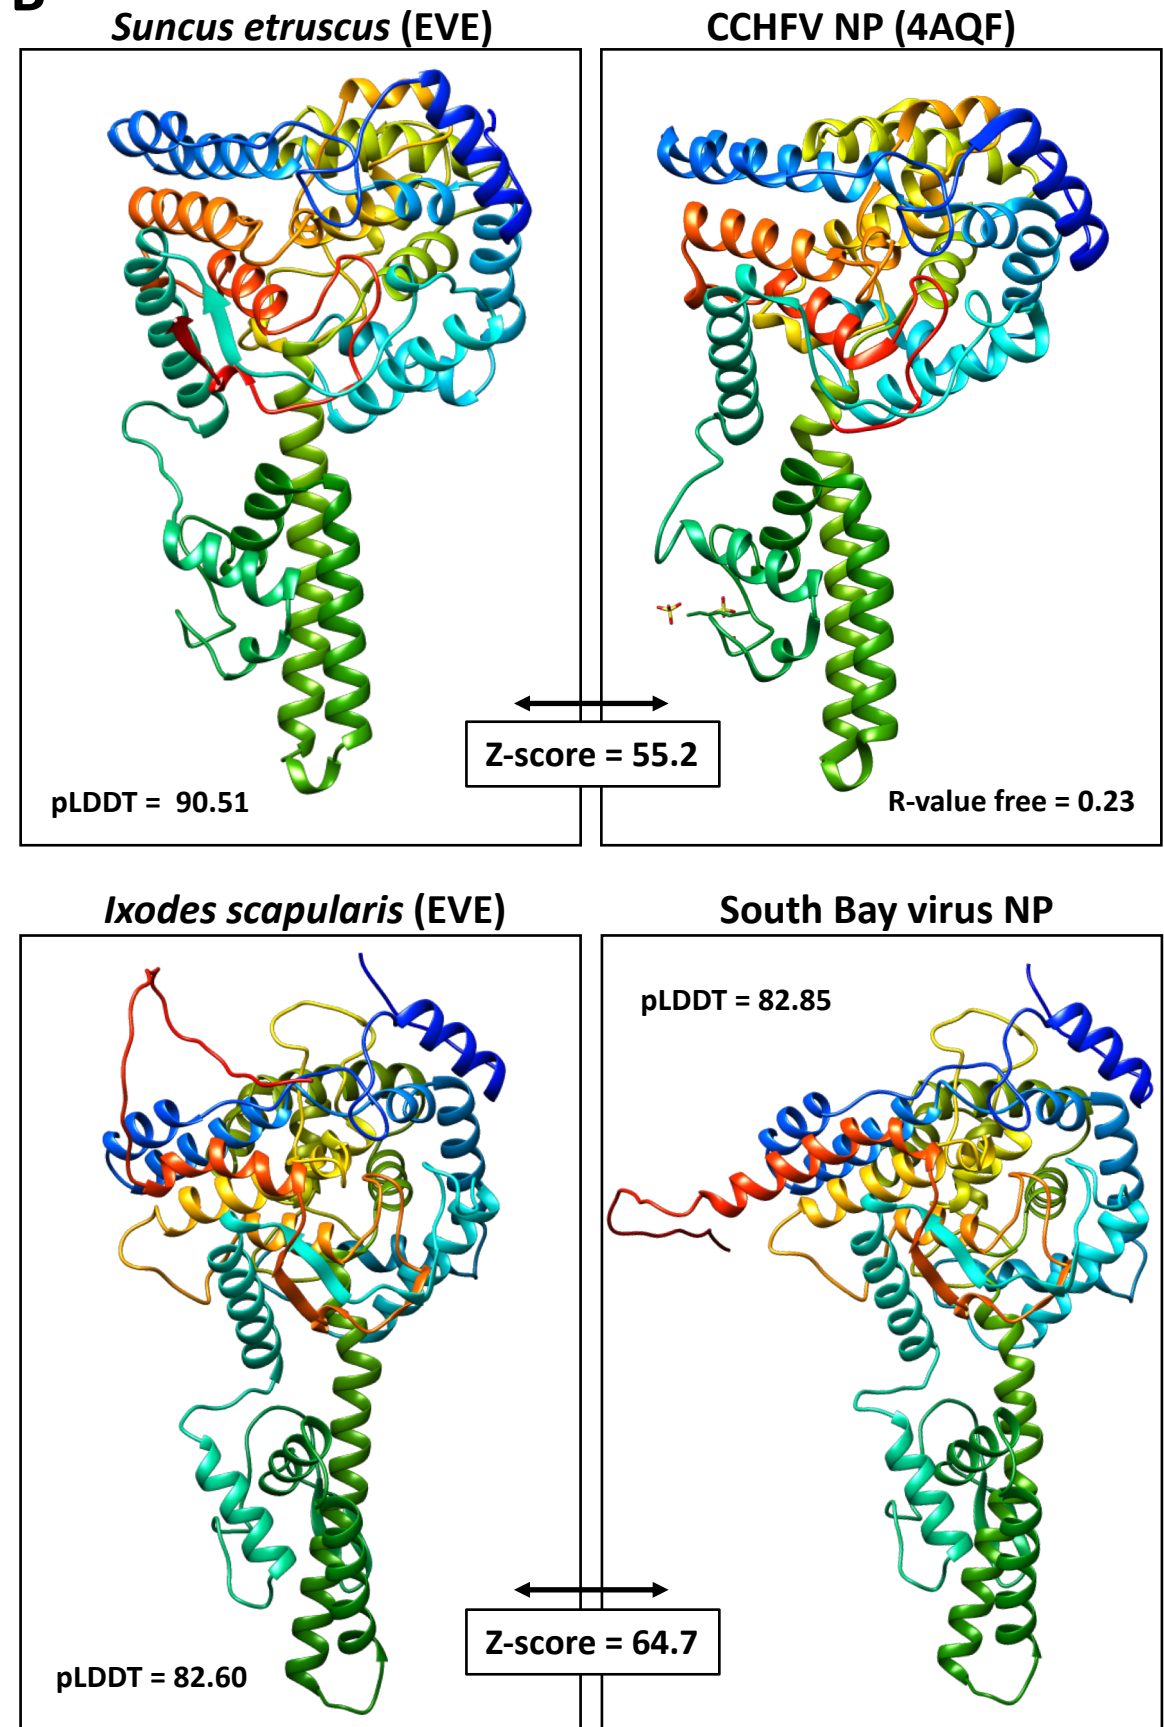 B
Suncus etruscus (EVE)
CCHFV NP (4AQF)
Z-score = 55.2
pLDDT = 90.51
R-value free = 0.23
Ixodes scapularis (EVE)
South Bay virus NP
pLDDT = 82.85
Z-score = 64.7
pLDDT = 82.60